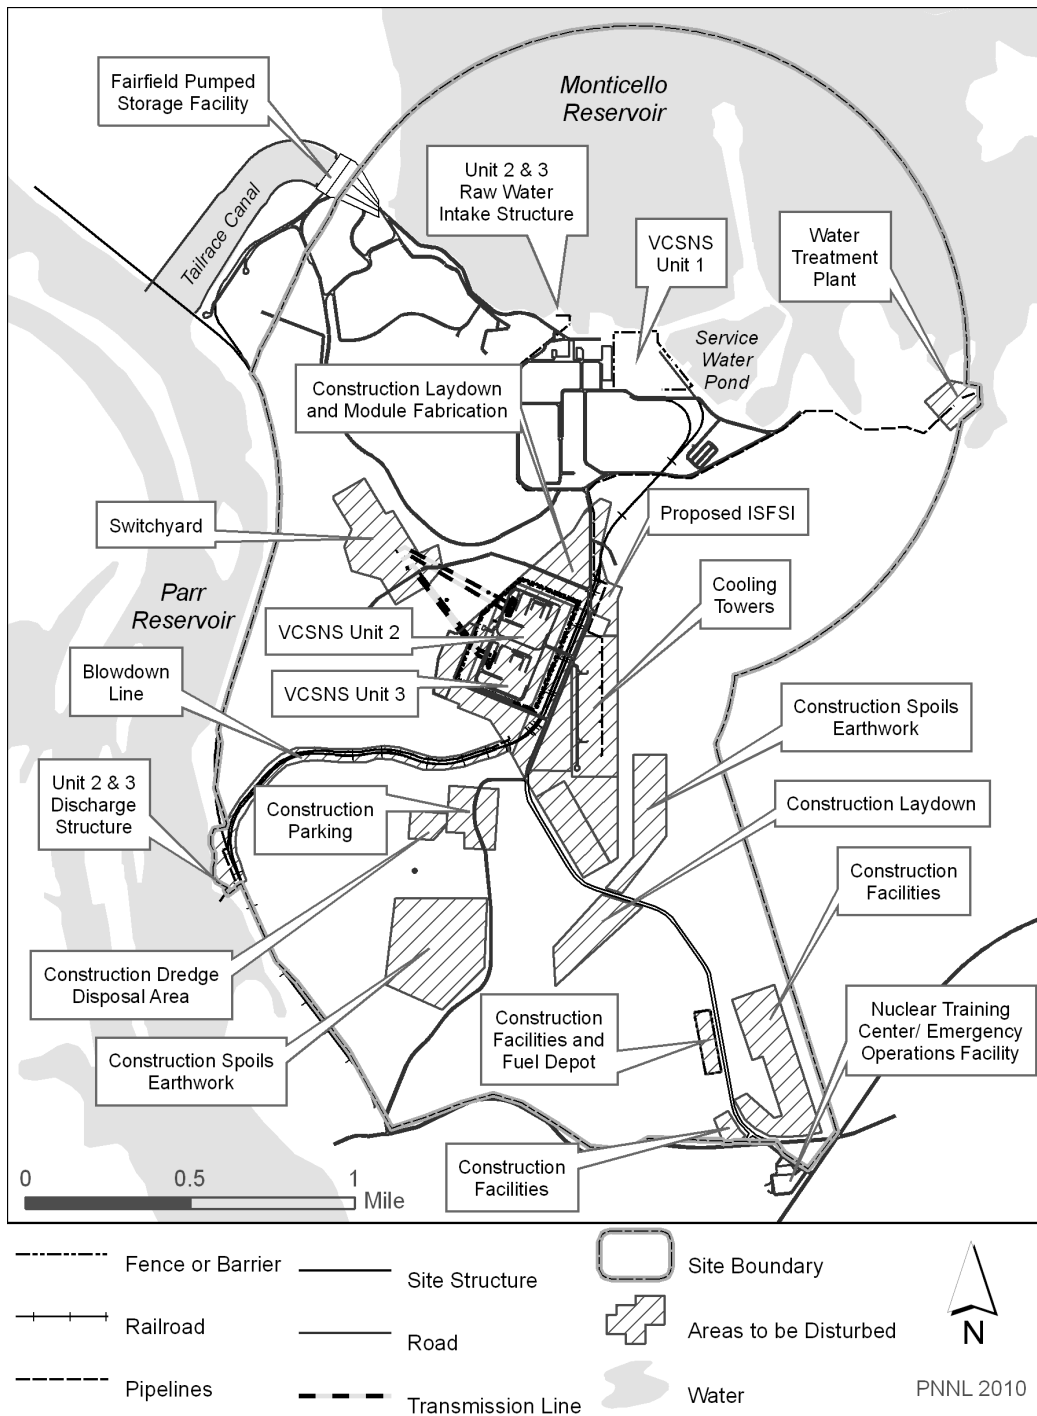 Monticello
Reservoir
Fairfield Pumped
Storage Facility
Unit 2 & 3
Raw Water
Intake Structure
Tailrace Canal
VCSNS
Unit 1
Water
Treatment
Plant
Service
Water
Pond
Construction Laydown
and Module Fabrication
Switchyard
Proposed ISFSI
Parr
Reservoir
Cooling
Towers
VCSNS Unit 2
Blowdown
Line
VCSNS Unit 3
Construction Spoils
Earthwork
Unit 2 & 3
Discharge
Structure
Construction
Parking
Construction Laydown
Construction
Facilities
Construction Dredge
Disposal Area
Construction
Facilities and
Fuel Depot
Nuclear Training
Center/ Emergency
Operations Facility
Construction Spoils
Earthwork
Construction
Facilities
0 0.5 1
Mile
Fence or Barrier
Site Structure
Site Boundary
Railroad
Road
Areas to be Disturbed
N
Pipelines
Transmission Line
Water
PNNL 2010